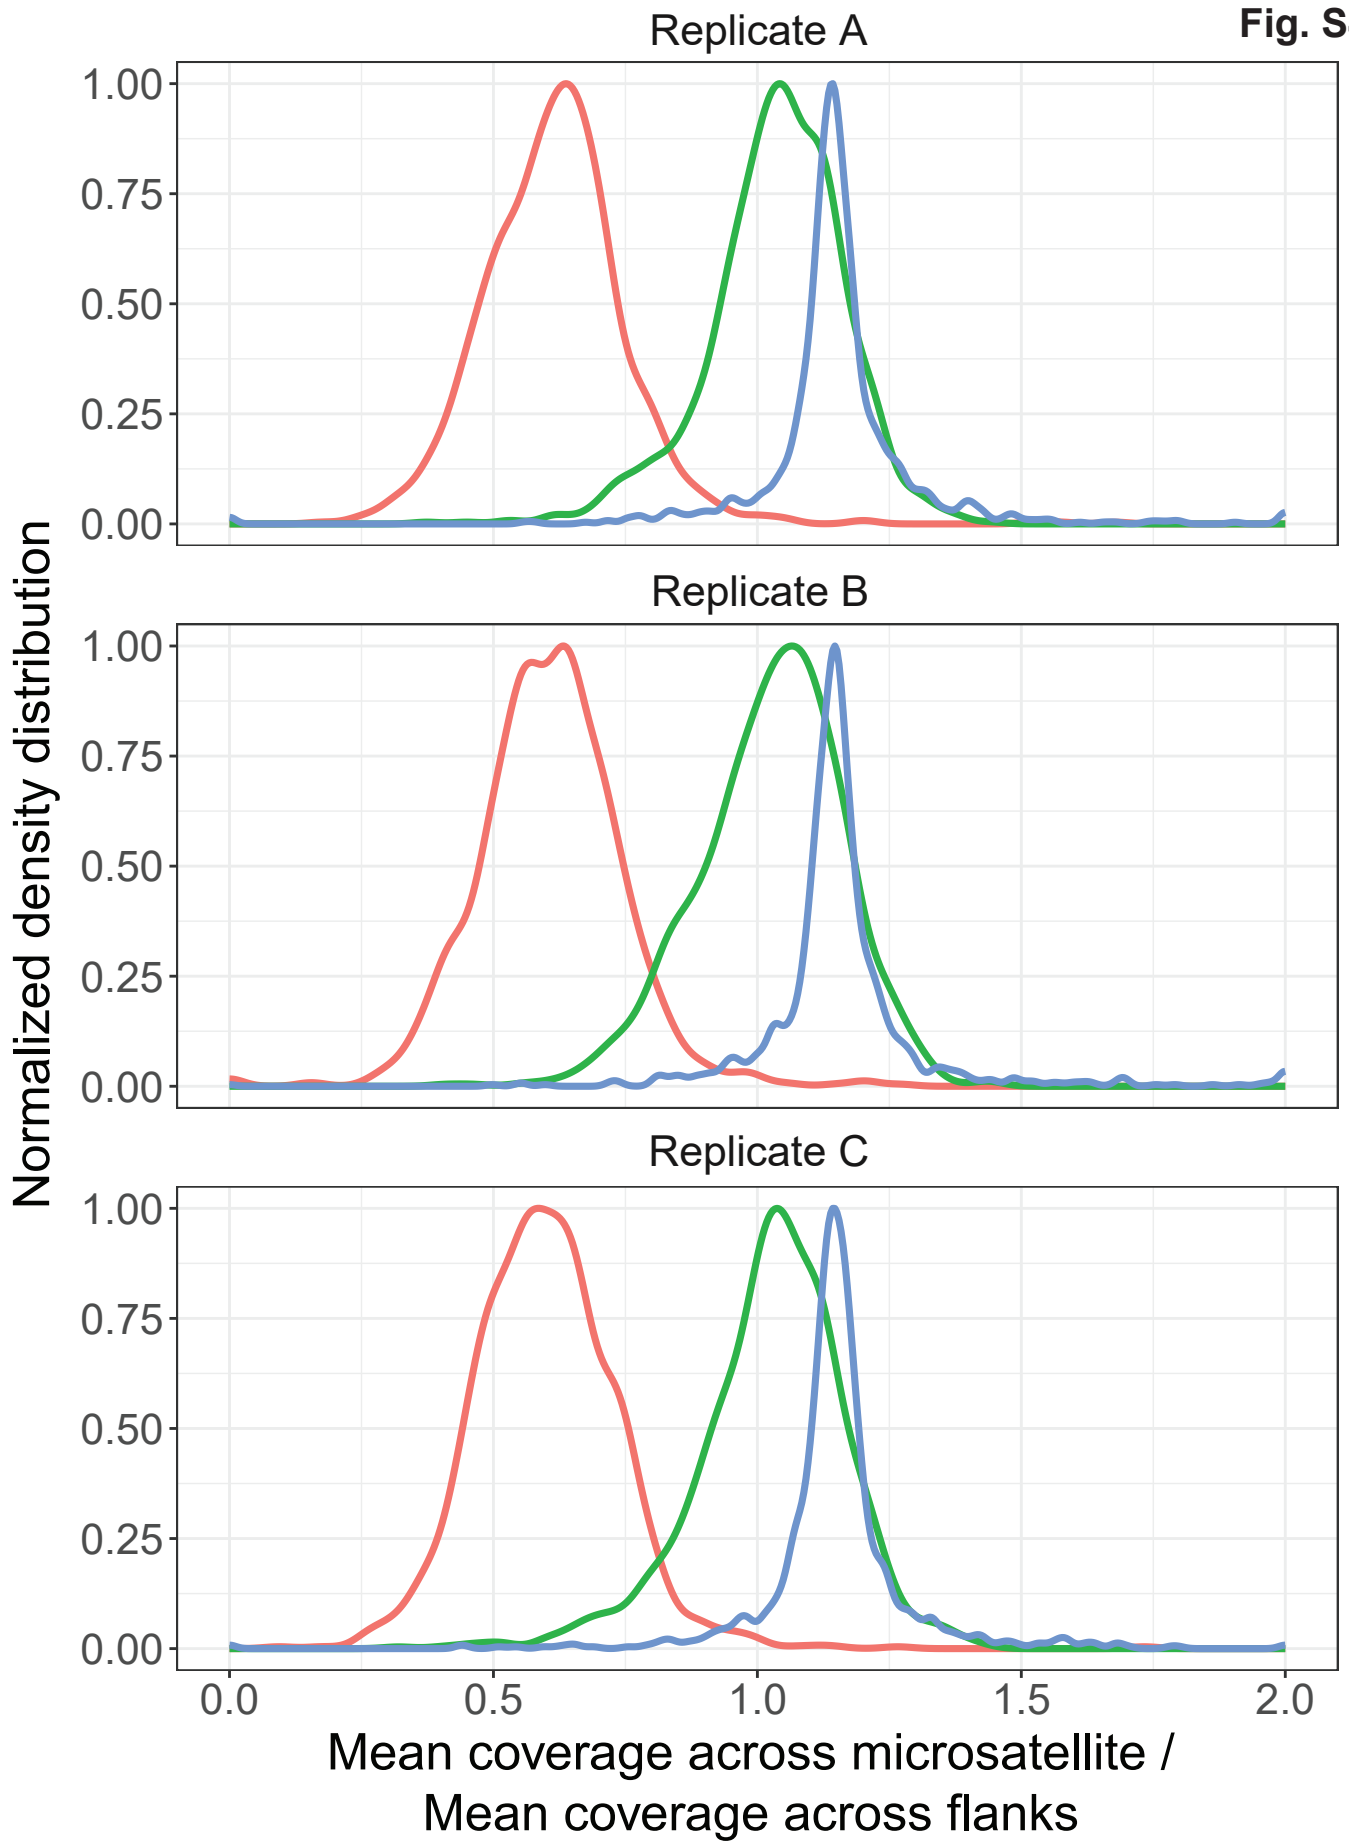 Replicate A
Fig. S
1.00
0.75
0.50
0.25
0.00
Replicate B
1.00
0.75
0.50
0.25
0.00
Replicate C
1.00
0.75
0.50
0.25
0.00
Normalized density distribution
0.0 0.5 1.0 1.5 2.0
Mean coverage across microsatellite /
Mean coverage across flanks